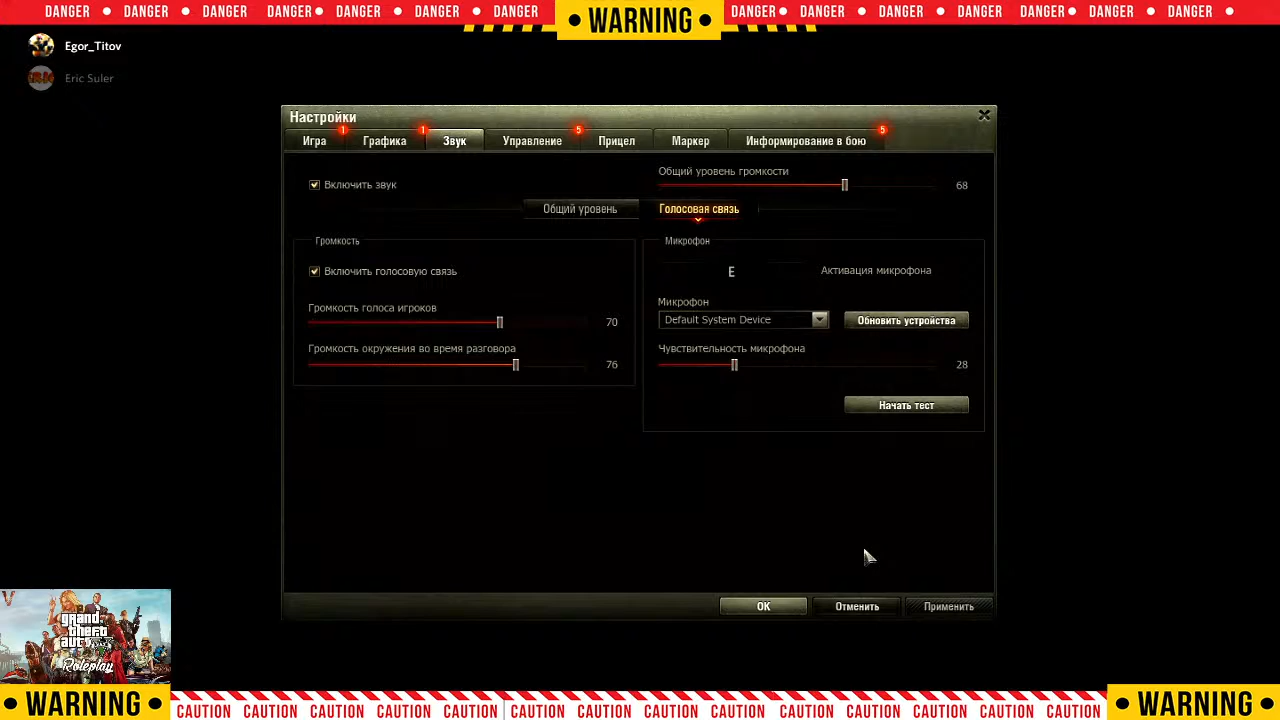 DANGER DANGER DANGER DANGER DANGER DANGER DANGER WARNING DANGER DANGER DANGER DANGER DANGER DANGER DANGER
Egor_Titov
Eric Suler
Настройки
Игра 1 Графика 1 Звук Управление 5 Прицел Маркер Информирование в бою 5
Включить звук
Общий уровень громкости
68
Общий уровень Голосовая связь
Громкость
Включить голосовую связь
Громкость голоса игроков
70
Громкость окружения во время разговора
76
Микрофон
E Активация микрофона
Микрофон
Default System Device Обновить устройства
Чувствительность микрофона
28
Начать тест
OK Отменить Применить
V
grand
theft
auto
Roleplay
WARNING CAUTION CAUTION CAUTION CAUTION CAUTION CAUTION CAUTION CAUTION CAUTION CAUTION CAUTION CAUTION CAUTION CAUTION WARNING